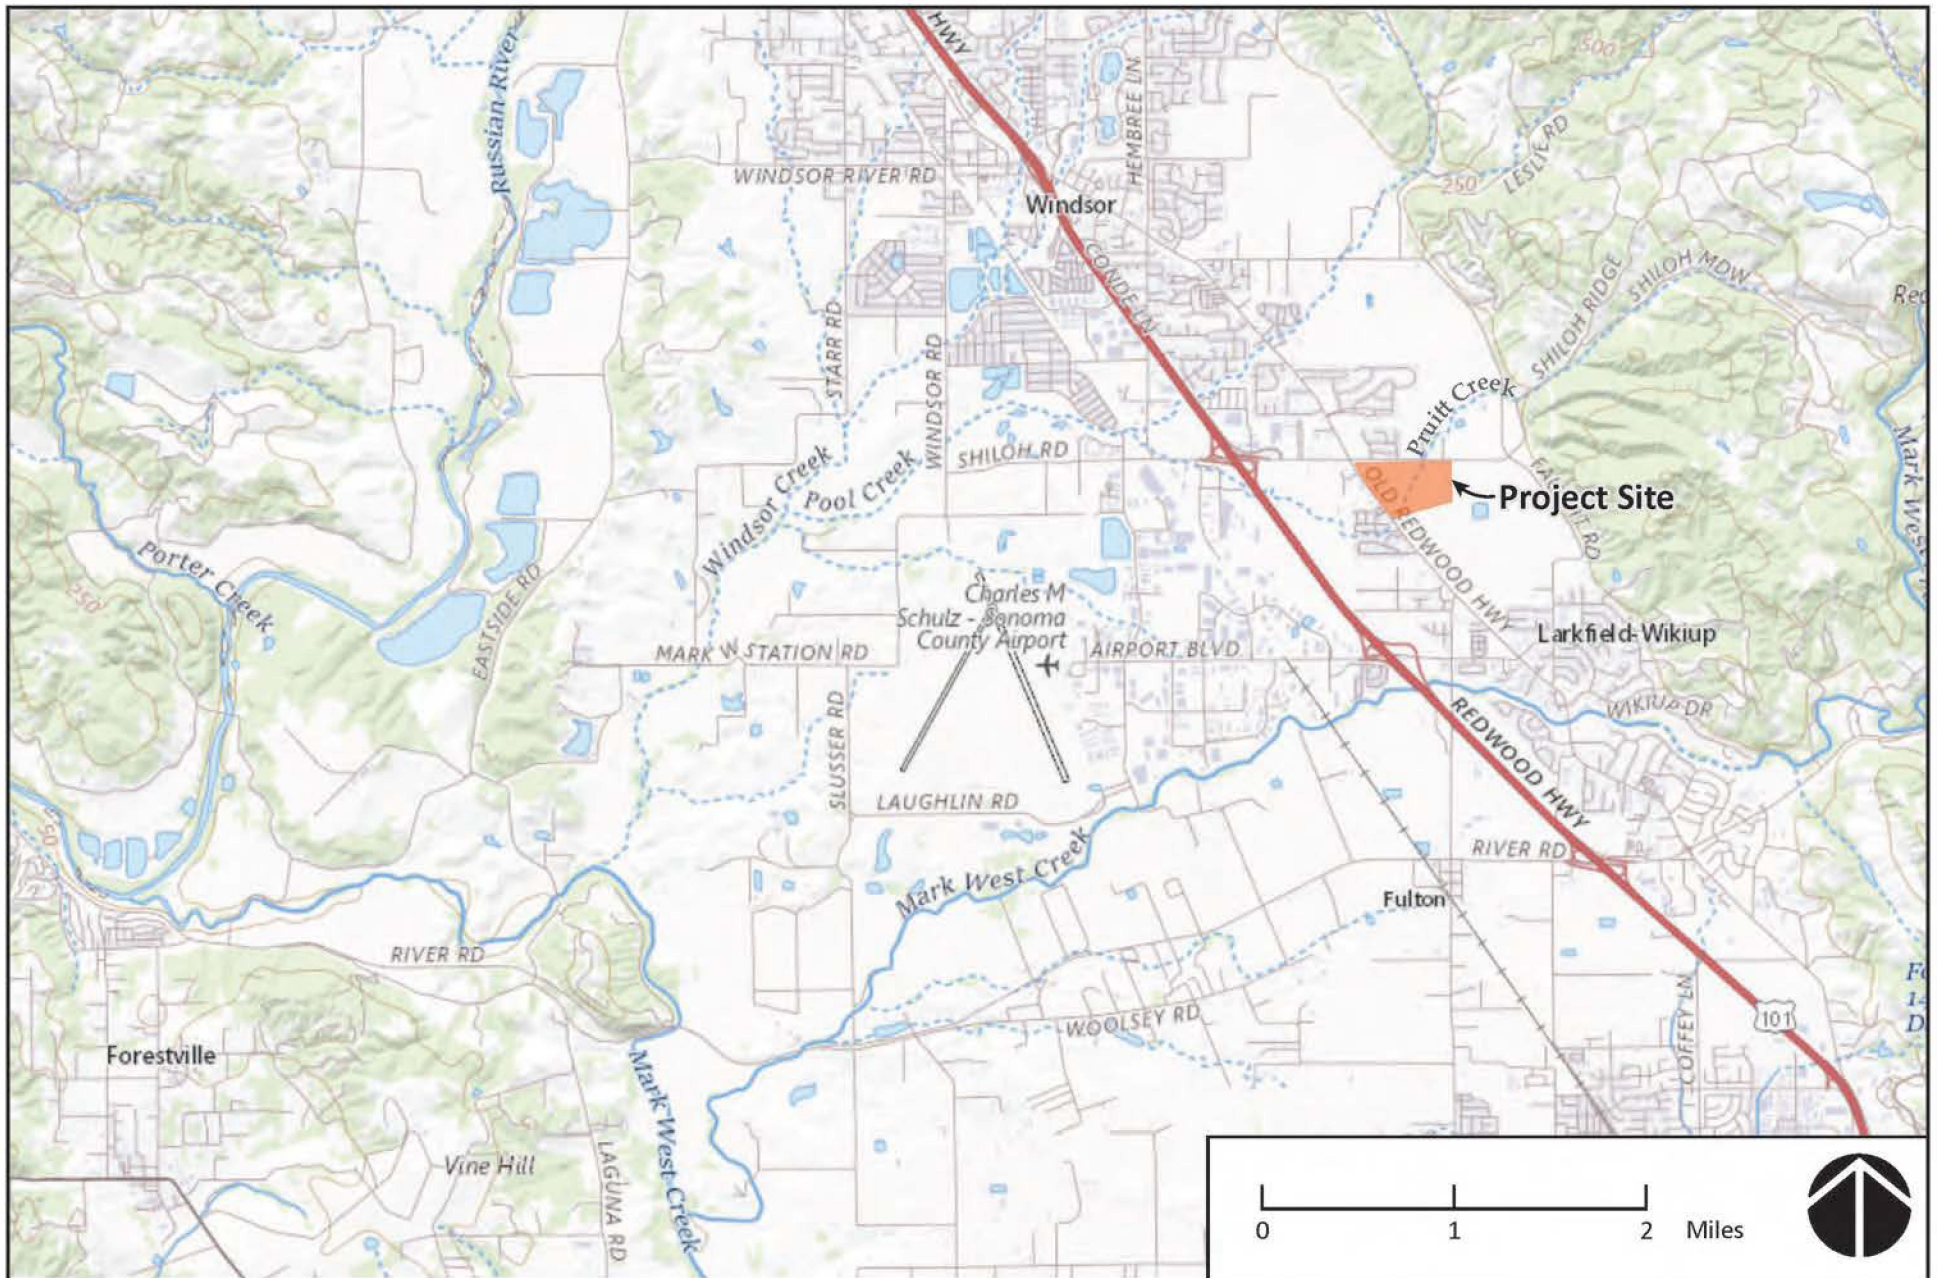 HWY
Russian River
HEMBREE LN
500
LESLIE RD
WINDSOR RIVER RD
250
Windsor
CONDE LN
SHILOH RIDGE
SHILOH MDW
STARR RD
WINDSOR RD
Pruitt Creek
Mark West
SHILOH RD
Windsor Creek
Pool Creek
OLD REDWOOD HWY
Project Site
Porter Creek
250
EASTSIDE RD
Charles M
Schulz - Sonoma
County Airport
MARK W STATION RD
AIRPORT BLVD
Larkfield-Wikiup
WIKIUP DR
SLUSSER RD
REDWOOD HWY
LAUGHLIN RD
RIVER RD
Mark West Creek
Fulton
RIVER RD
WOOLSEY RD
COFFEY LN
101
Forestville
Mark West Creek
Vine Hill
LAGUNA RD
0 1 2 Miles